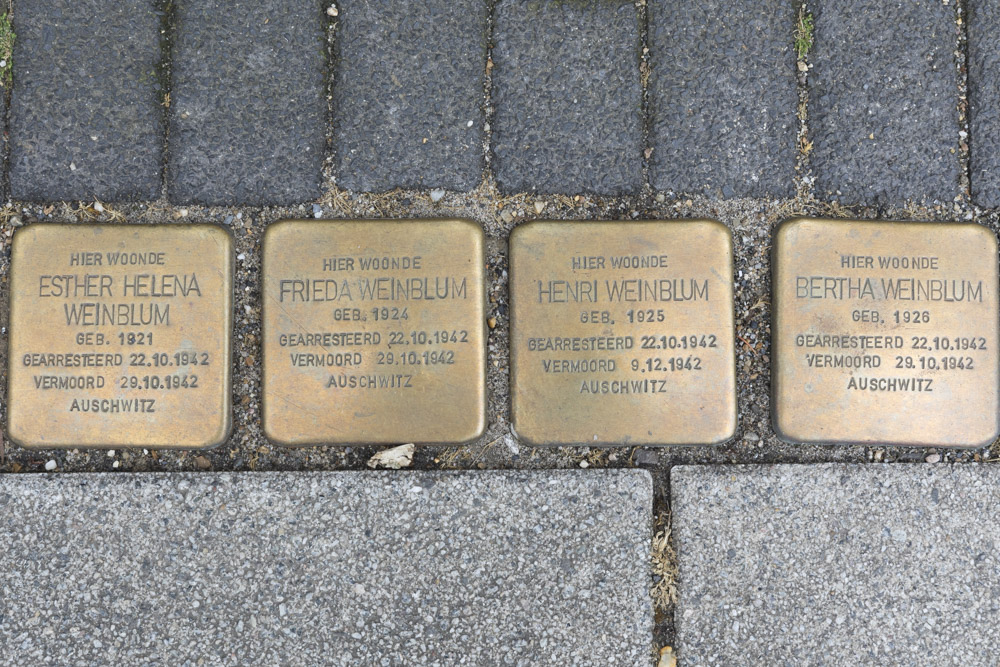 HIER WOONDE
ESTHER HELENA
WEINBLUM
GEB. 1921
GEARRESTEERD 22.10.1942
VERMOORD 29.10.1942
AUSCHWITZ
HIER WOONDE
FRIEDA WEINBLUM
GEB. 1924
GEARRESTEERD 22.10.1942
VERMOORD 29.10.1942
AUSCHWITZ
HIER WOONDE
HENRI WEINBLUM
GEB. 1925
GEARRESTEERD 22.10.1942
VERMOORD 9.12.1942
AUSCHWITZ
HIER WOONDE
BERTHA WEINBLUM
GEB. 1926
GEARRESTEERD 22.10.1942
VERMOORD 29.10.1942
AUSCHWITZ